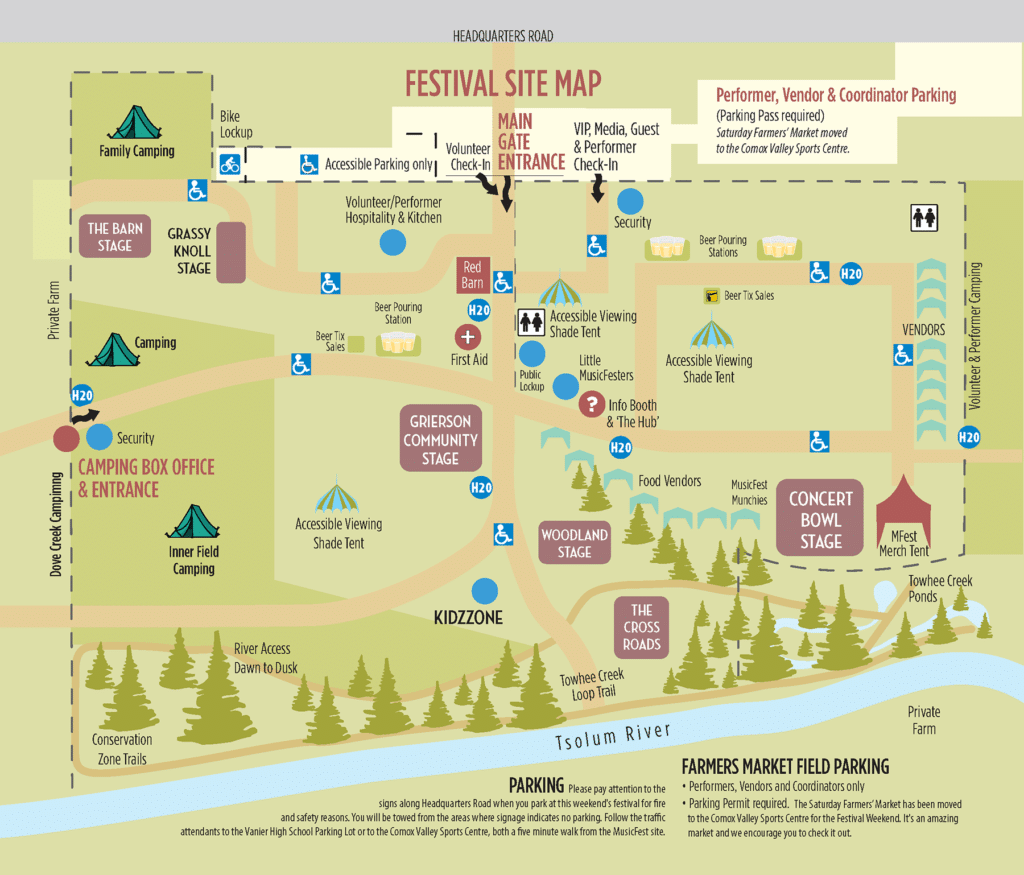 HEADQUARTERS ROAD
FESTIVAL SITE MAP
Performer, Vendor & Coordinator Parking
(Parking Pass required)
Saturday Farmers' Market moved
to the Comox Valley Sports Centre.
Family Camping
Bike
Lockup
Accessible Parking only
Volunteer
Check-In
MAIN
GATE
ENTRANCE
VIP, Media, Guest
& Performer
Check-In
THE BARN
STAGE
GRASSY
KNOLL
STAGE
Volunteer/Performer
Hospitality & Kitchen
Security
Beer Pouring
Stations
Red
Barn
H20
Beer Tix Sales
Private Farm
Camping
Beer Pouring
Station
Beer Tix
Sales
H20
First Aid
Accessible Viewing
Shade Tent
Accessible Viewing
Shade Tent
VENDORS
Volunteer & Performer Camping
Public
Lockup
Little
MusicFesters
?
Info Booth
& 'The Hub'
H20
H20
H20
Security
CAMPING BOX OFFICE
& ENTRANCE
Dove Creek Campimng
GRIERSON
COMMUNITY
STAGE
H20
Accessible Viewing
Shade Tent
Food Vendors
MusicFest
Munchies
CONCERT
BOWL
STAGE
MFest
Merch Tent
Inner Field
Camping
WOODLAND
STAGE
KIDZZONE
THE
CROSS
ROADS
Towhee Creek
Ponds
River Access
Dawn to Dusk
Towhee Creek
Loop Trail
Conservation
Zone Trails
Tsolum River
Private
Farm
PARKING Please pay attention to the
signs along Headquarters Road when you park at this weekend's festival for fire
and safety reasons. You will be towed from the areas where signage indicates no parking. Follow the traffic
attendants to the Vanier High School Parking Lot or to the Comox Valley Sports Centre, both a five minute walk from the MusicFest site.
FARMERS MARKET FIELD PARKING
• Performers, Vendors and Coordinators only
• Parking Permit required. The Saturday Farmers' Market has been moved
to the Comox Valley Sports Centre for the Festival Weekend. It's an amazing
market and we encourage you to check it out.